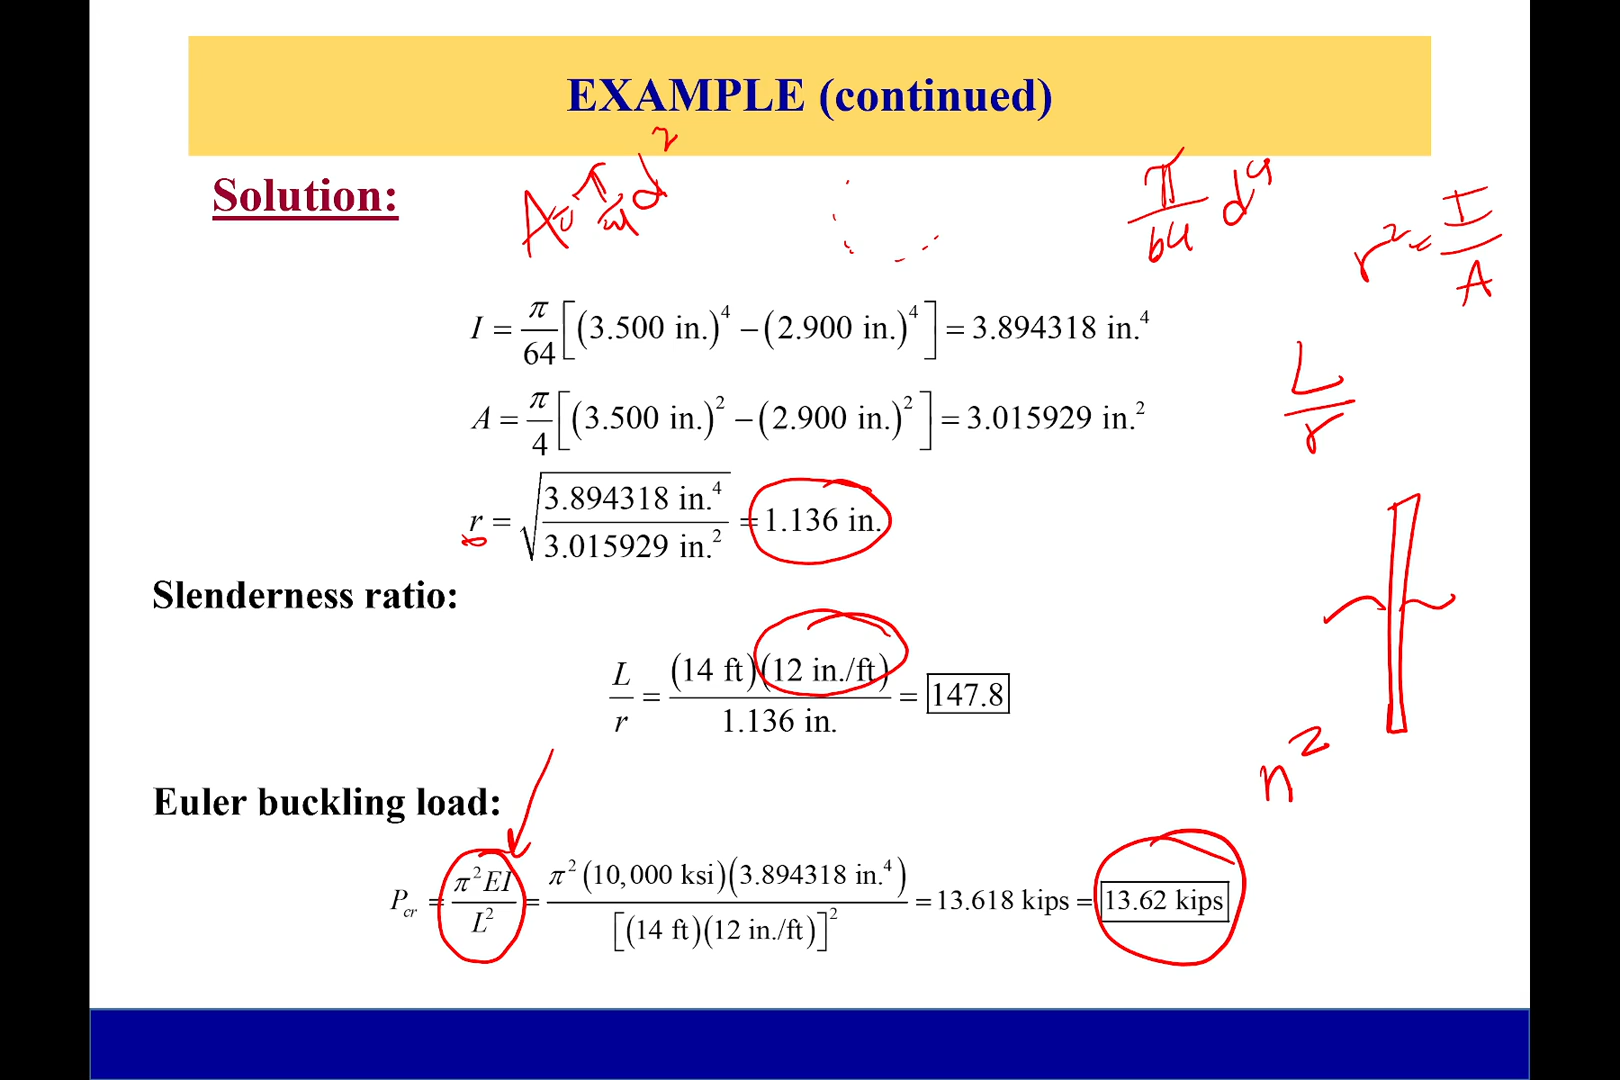 EXAMPLE (continued)
Solution:
A = π/4 d²
π/64 d⁴
r² = I/A
I = π/64 [(3.500 in.)⁴ − (2.900 in.)⁴] = 3.894318 in.⁴
L/r
A = π/4 [(3.500 in.)² − (2.900 in.)²] = 3.015929 in.²
r = √(3.894318 in.⁴ / 3.015929 in.²) = 1.136 in.
Slenderness ratio:
L/r = (14 ft)(12 in./ft) / 1.136 in. = 147.8
n²
Euler buckling load:
P_cr = π²EI / L² = π²(10,000 ksi)(3.894318 in.⁴) / [(14 ft)(12 in./ft)]² = 13.618 kips = 13.62 kips